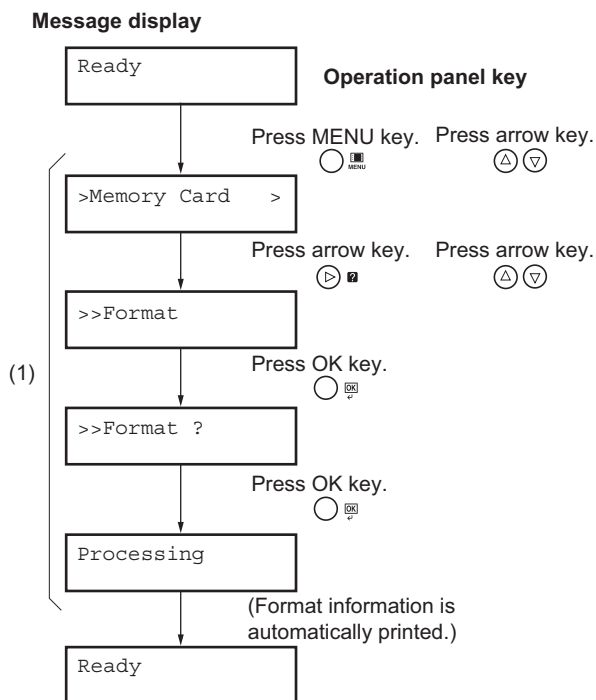 Message display
Ready
Operation panel key
Press MENU key. Press arrow key.
MENU
>Memory Card >
Press arrow key. Press arrow key.
?
>>Format
(1)
Press OK key.
OK
>>Format ?
Press OK key.
OK
Processing
(Format information is
automatically printed.)
Ready